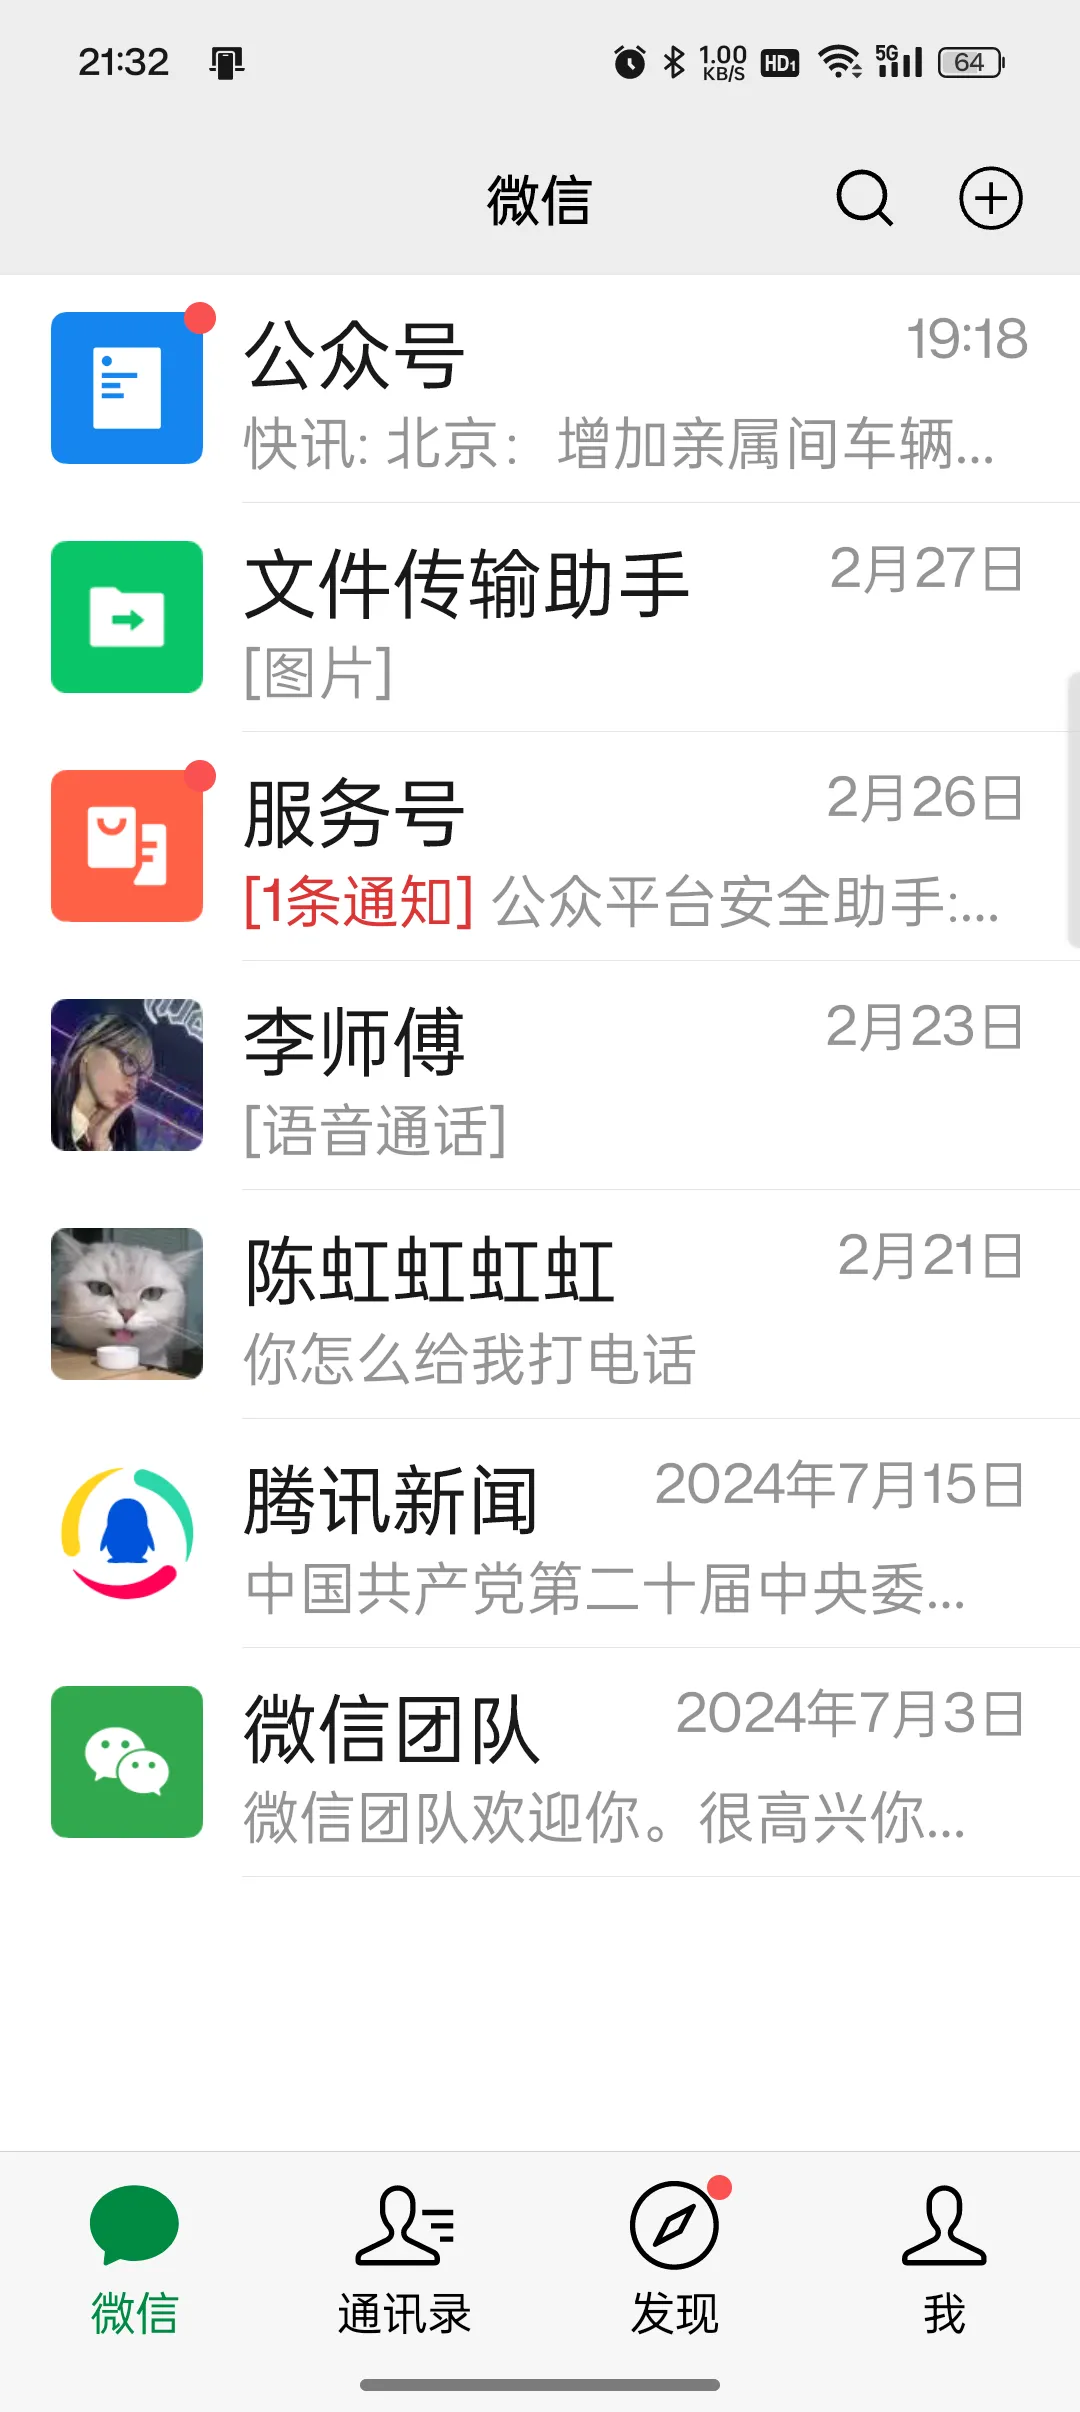 21:32
1.00 KB/S HD1 5G 64
微信
公众号 19:18
快讯: 北京：增加亲属间车辆...
文件传输助手 2月27日
[图片]
服务号 2月26日
[1条通知] 公众平台安全助手:...
李师傅 2月23日
[语音通话]
陈虹虹虹虹 2月21日
你怎么给我打电话
腾讯新闻 2024年7月15日
中国共产党第二十届中央委...
微信团队 2024年7月3日
微信团队欢迎你。很高兴你...
微信 通讯录 发现 我